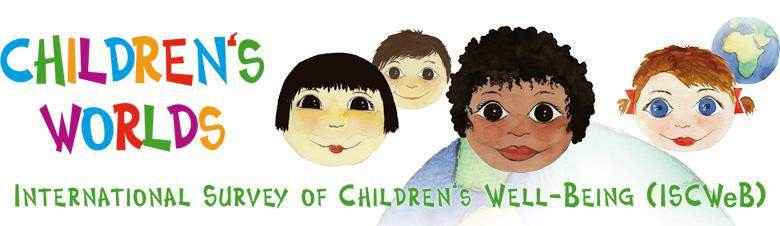 CHILDREN'S
WORLDS
INTERNATIONAL SURVEY OF CHILDREN'S WELL-BEING (ISCWeB)